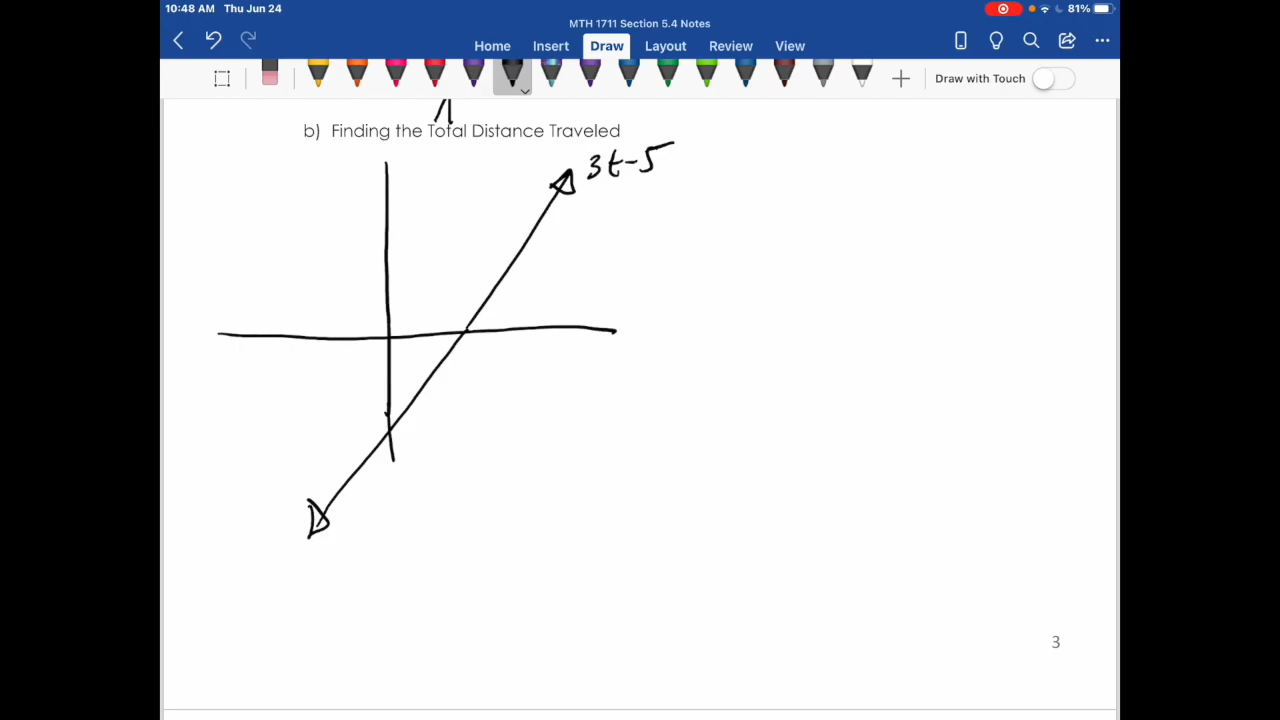 10:48 AM Thu Jun 24 81%
MTH 1711 Section 5.4 Notes
Home Insert Draw Layout Review View
Draw with Touch
b) Finding the Total Distance Traveled
3t-5
3